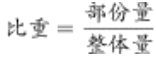 比重 = 部份量 / 整体量